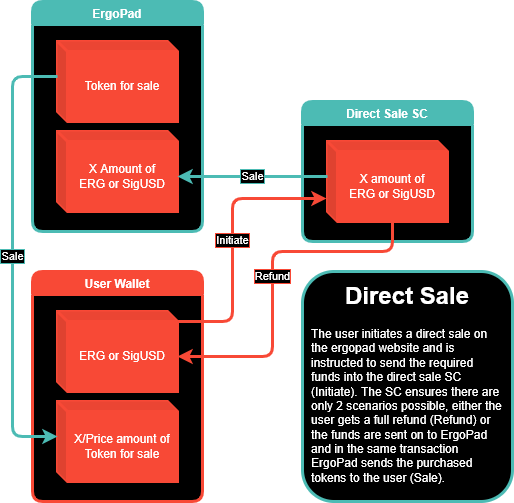 ErgoPad
Token for sale
X Amount of
ERG or SigUSD
Direct Sale SC
X amount of
ERG or SigUSD
Sale
Initiate
Sale
Refund
User Wallet
ERG or SigUSD
X/Price amount of
Token for sale
Direct Sale
The user initiates a direct sale on
the ergopad website and is
instructed to send the required
funds into the direct sale SC
(Initiate). The SC ensures there are
only 2 scenarios possible, either the
user gets a full refund (Refund) or
the funds are sent on to ErgoPad
and in the same transaction
ErgoPad sends the purchased
tokens to the user (Sale).